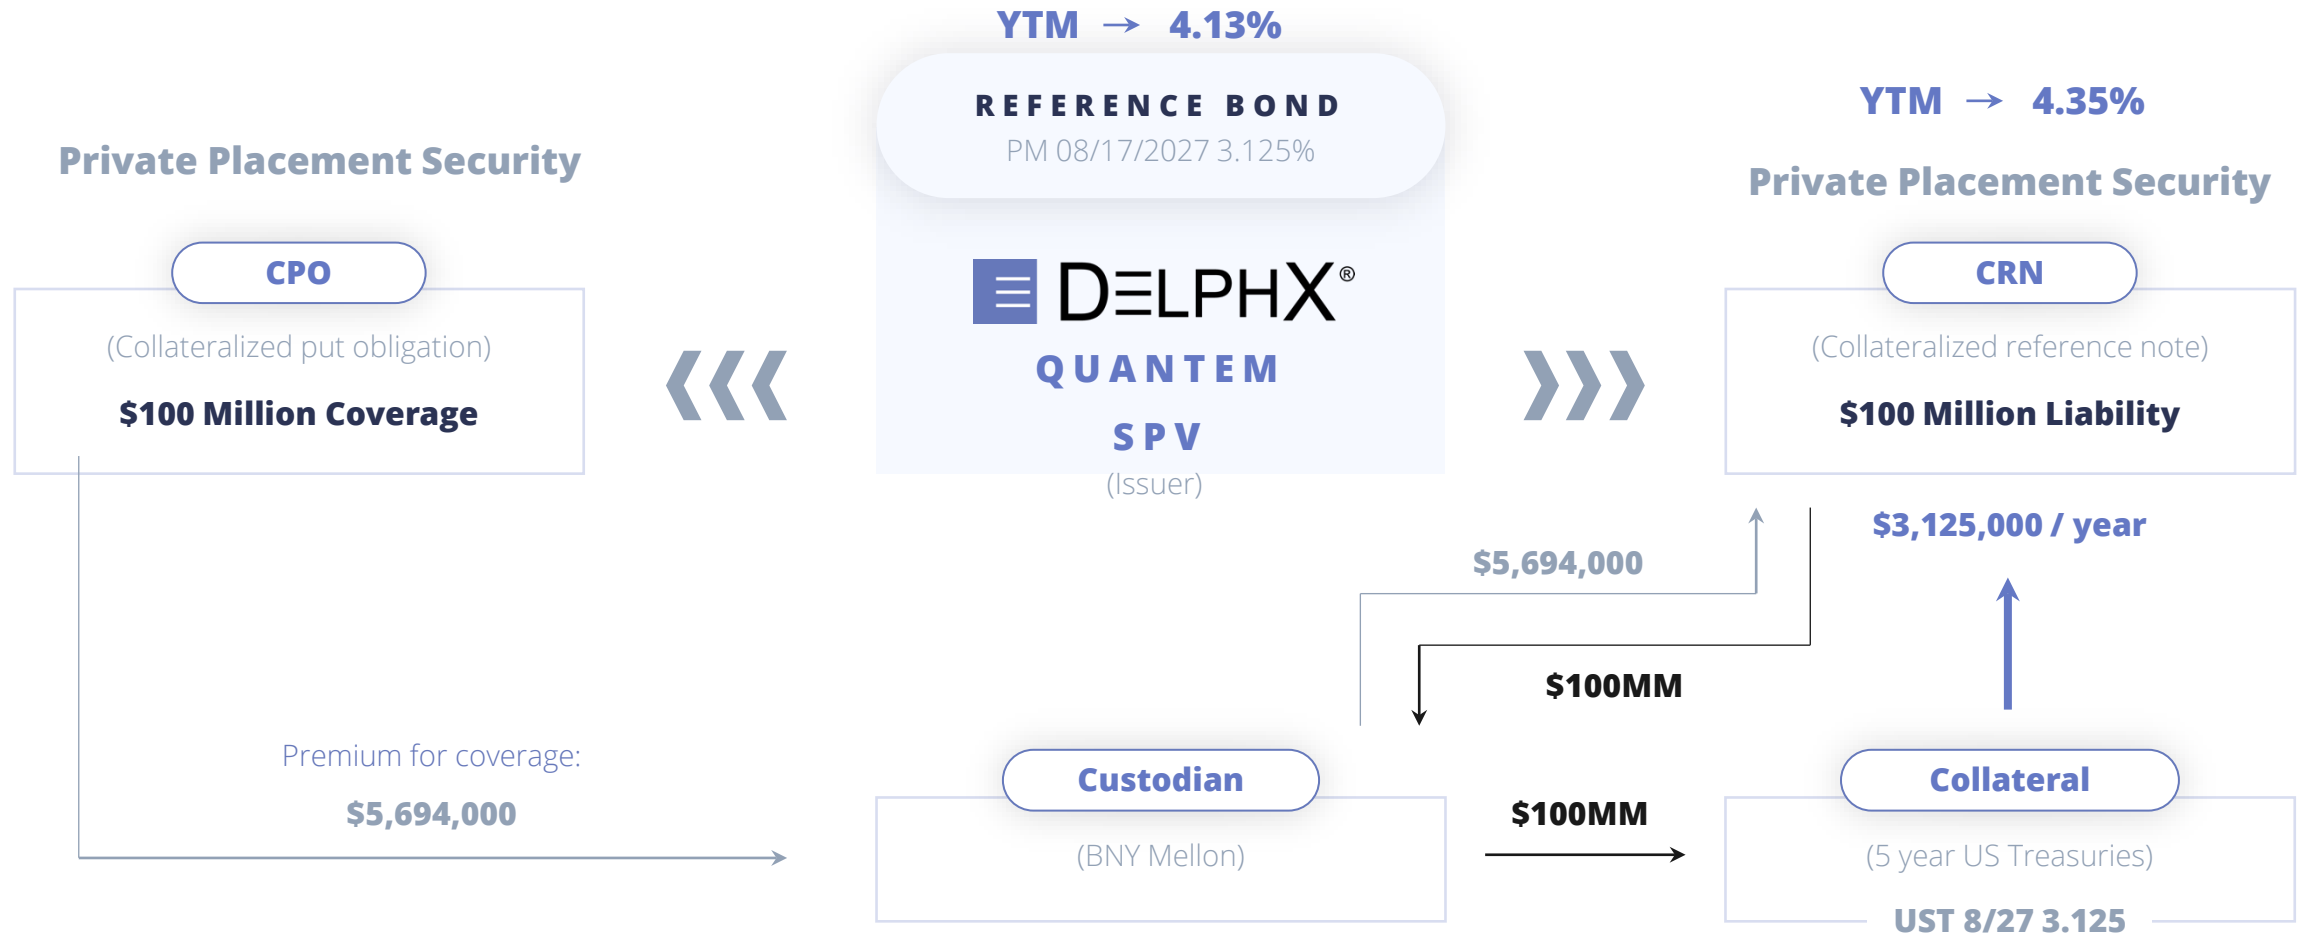 YTM → 4.13%
REFERENCE BOND
PM 08/17/2027 3.125%
DELPHX®
QUANTEM
SPV
(Issuer)
Private Placement Security
CPO
(Collateralized put obligation)
$100 Million Coverage
YTM → 4.35%
Private Placement Security
CRN
(Collateralized reference note)
$100 Million Liability
$3,125,000 / year
$5,694,000
$100MM
Premium for coverage:
$5,694,000
Custodian
(BNY Mellon)
$100MM
Collateral
(5 year US Treasuries)
UST 8/27 3.125